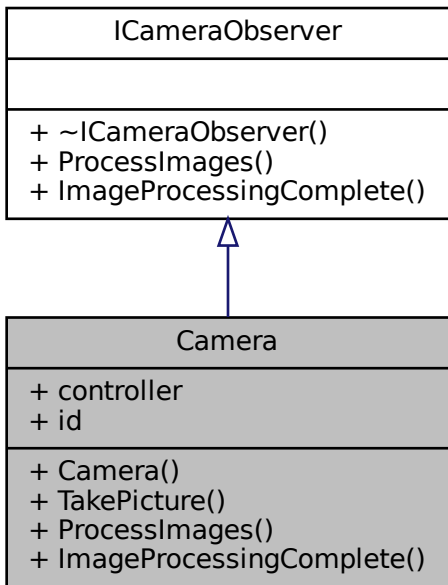 ICameraObserver
+ ~ICameraObserver()
+ ProcessImages()
+ ImageProcessingComplete()
Camera
+ controller
+ id
+ Camera()
+ TakePicture()
+ ProcessImages()
+ ImageProcessingComplete()